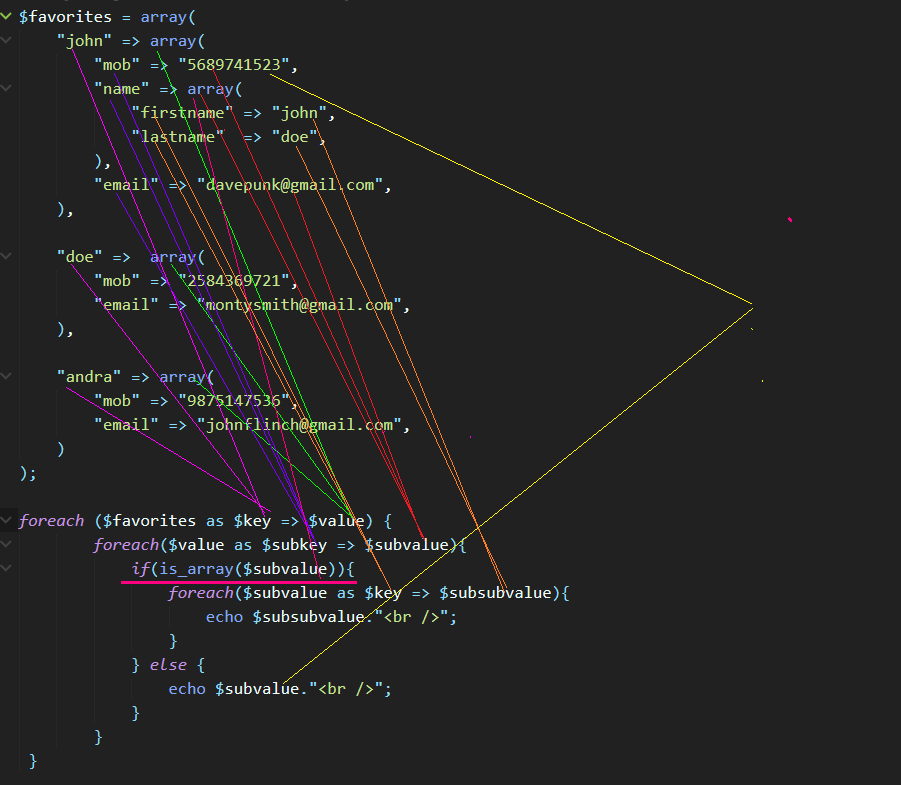 $favorites = array(
"john" => array(
"mob" => "5689741523",
"name" => array(
"firstname" => "john",
"lastname"  => "doe",
),
"email" => "davepunk@gmail.com",
),
"doe" =>  array(
"mob" => "2584369721",
"email" => "montysmith@gmail.com",
),
"andra" => array(
"mob" => "9875147536",
"email" => "johnflinch@gmail.com",
)
);
foreach ($favorites as $key => $value) {
foreach($value as $subkey => $subvalue){
if(is_array($subvalue)){
foreach($subvalue as $key => $subsubvalue){
echo $subsubvalue."<br />";
}
} else {
echo $subvalue."<br />";
}
}
}